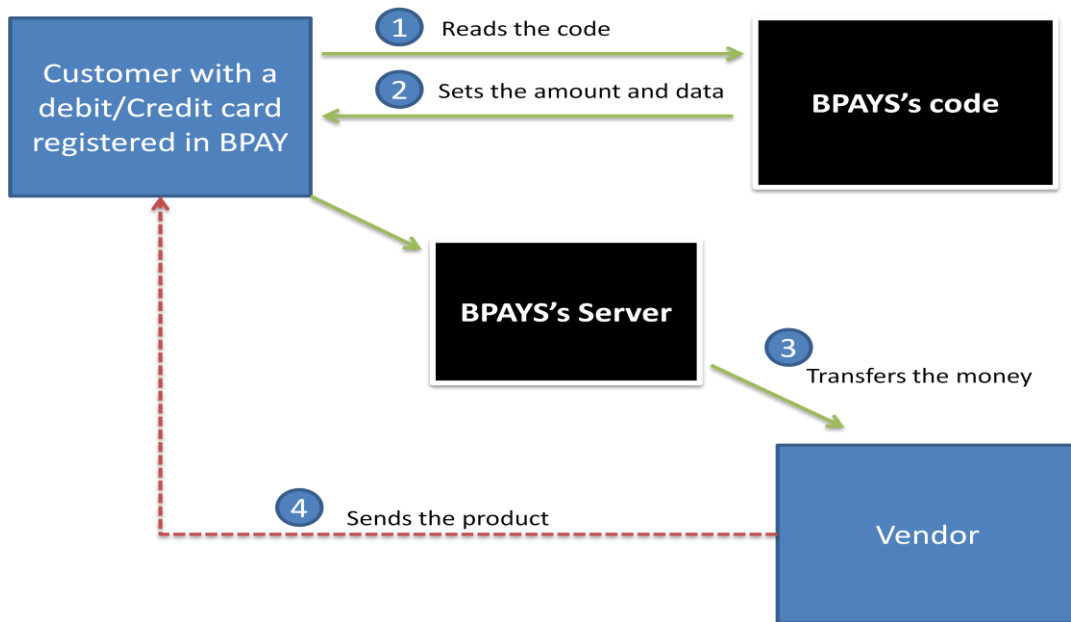 1 Reads the code
Customer with a
debit/Credit card
registered in BPAY
2 Sets the amount and data
BPAYS’s code
BPAYS’s Server
3
Transfers the money
4 Sends the product
Vendor